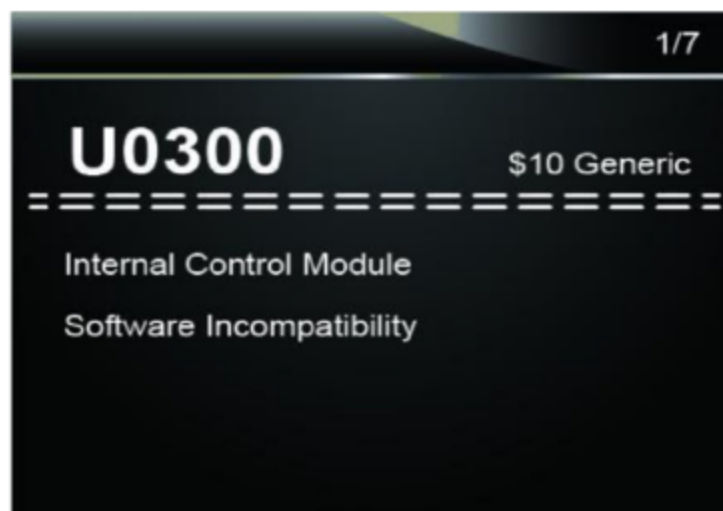 1/7
U0300
$10 Generic
Internal Control Module
Software Incompatibility